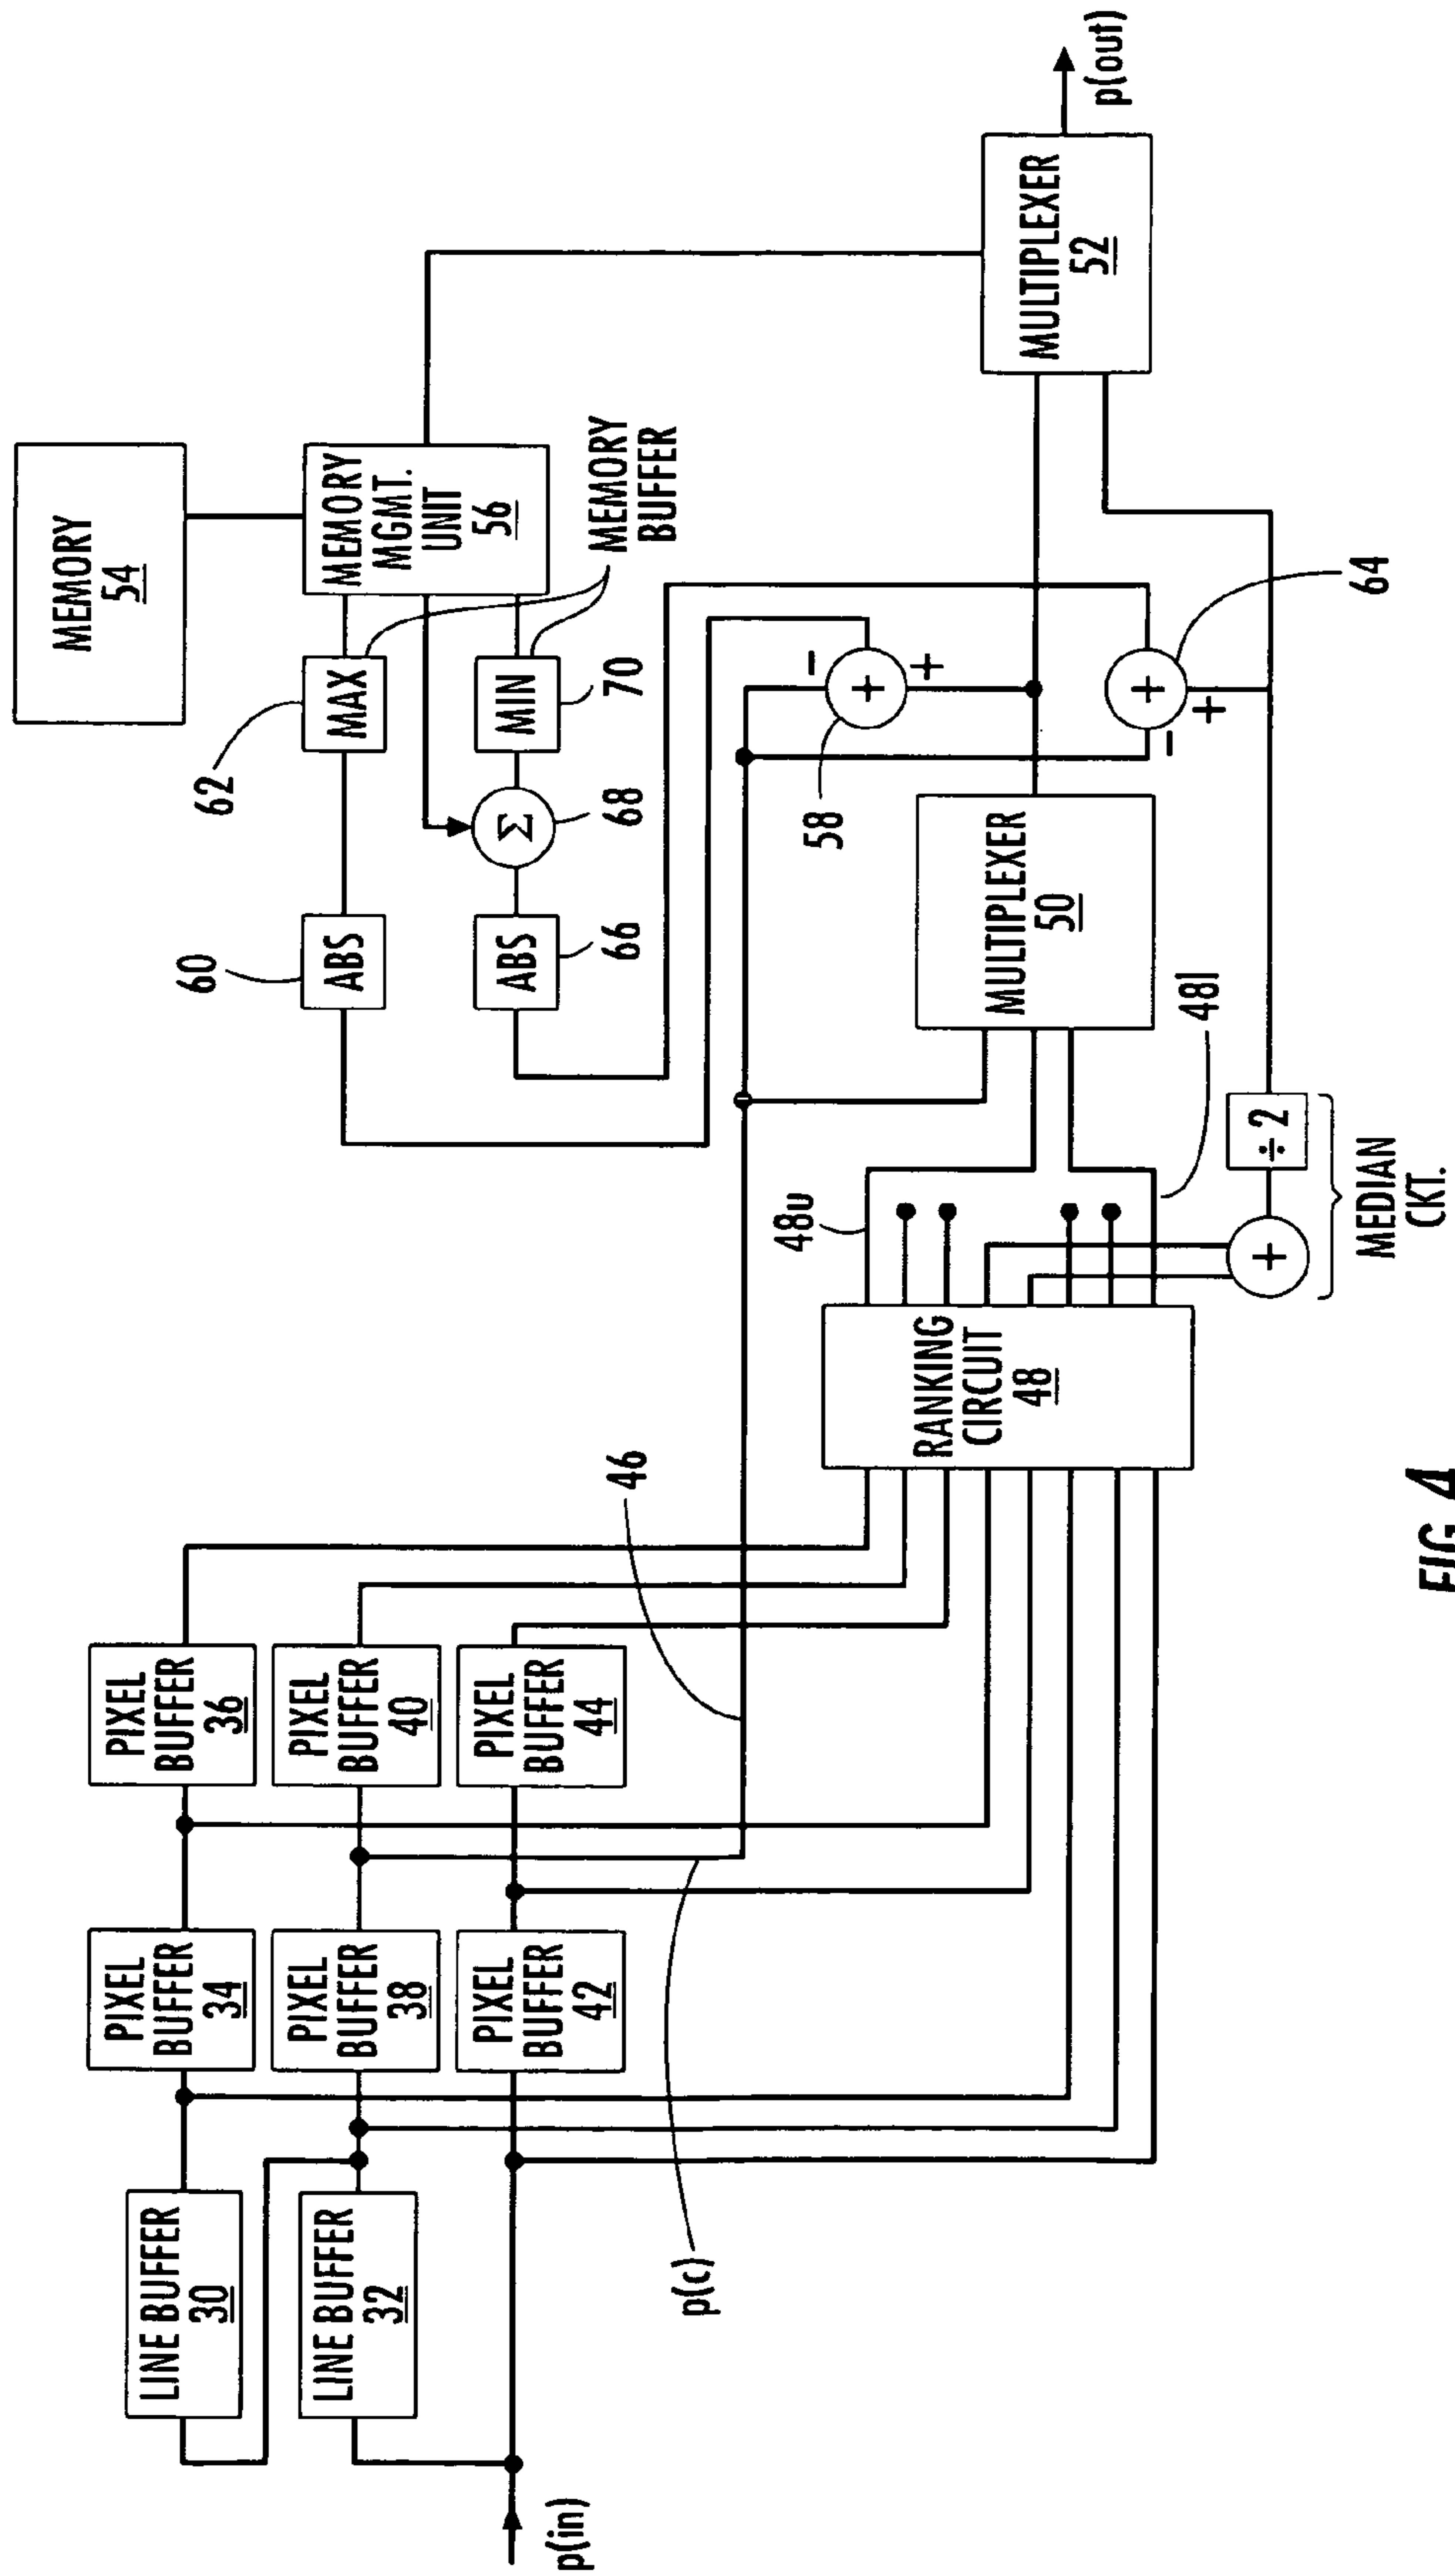 MEMORY
54
62
MAX
MEMORY
MGMT.
UNIT
56
60
ABS
MIN
70
MEMORY
BUFFER
Σ
68
ABS
66
MULTIPLEXER
52
p(out)
-
+
+
58
+
-
+
64
MULTIPLEXER
50
48l
48u
÷ 2
+
MEDIAN
CKT.
RANKING
CIRCUIT
48
46
PIXEL
BUFFER
36
PIXEL
BUFFER
40
PIXEL
BUFFER
44
PIXEL
BUFFER
34
PIXEL
BUFFER
38
PIXEL
BUFFER
42
LINE BUFFER
30
LINE BUFFER
32
p(c)
p(in)
FIG. 4